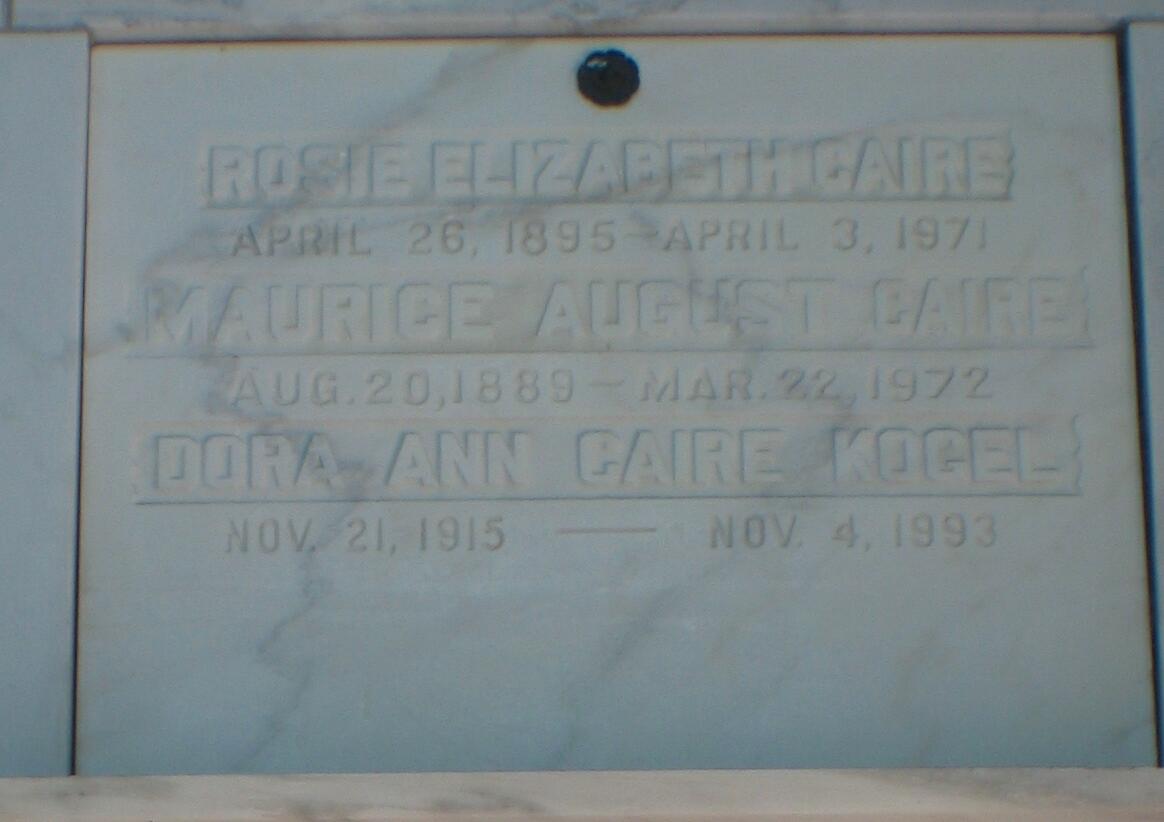 ROSIE ELIZABETH CAIRE
APRIL 26, 1895–APRIL 3, 1971
MAURICE AUGUST CAIRE
AUG.20,1889 – MAR.22,1972
DORA ANN CAIRE KOGEL
NOV. 21, 1915 — NOV. 4, 1993